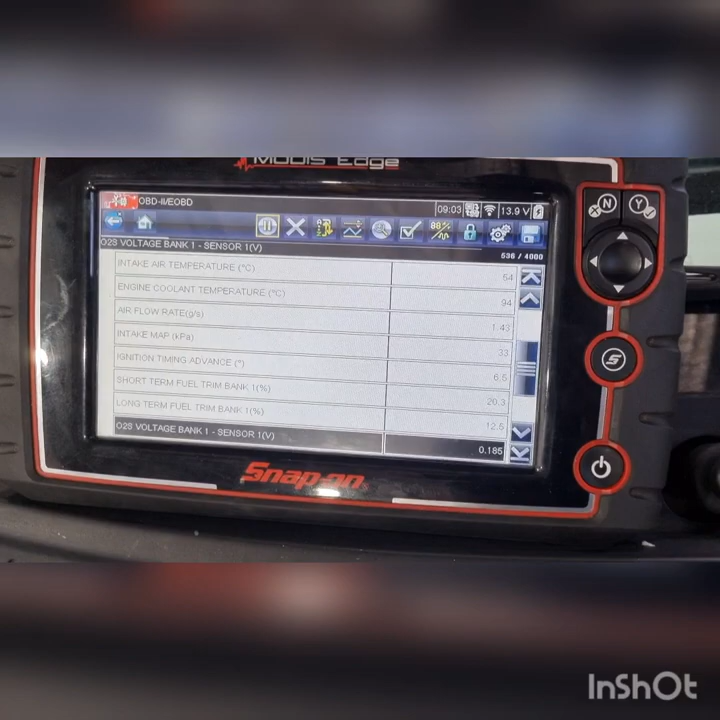 MODIS Edge
OBD-II/EOBD
09:03
13.9 V
N
Y
O2S VOLTAGE BANK 1 - SENSOR 1(V)
536 / 4000
INTAKE AIR TEMPERATURE (°C) 54
ENGINE COOLANT TEMPERATURE (°C) 94
AIR FLOW RATE(g/s) 1.43
INTAKE MAP (kPa) 33
IGNITION TIMING ADVANCE (°) 6.5
SHORT TERM FUEL TRIM BANK 1(%) 20.3
LONG TERM FUEL TRIM BANK 1(%) 12.5
O2S VOLTAGE BANK 1 - SENSOR 1(V) 0.185
S
Snap-on
InShOt